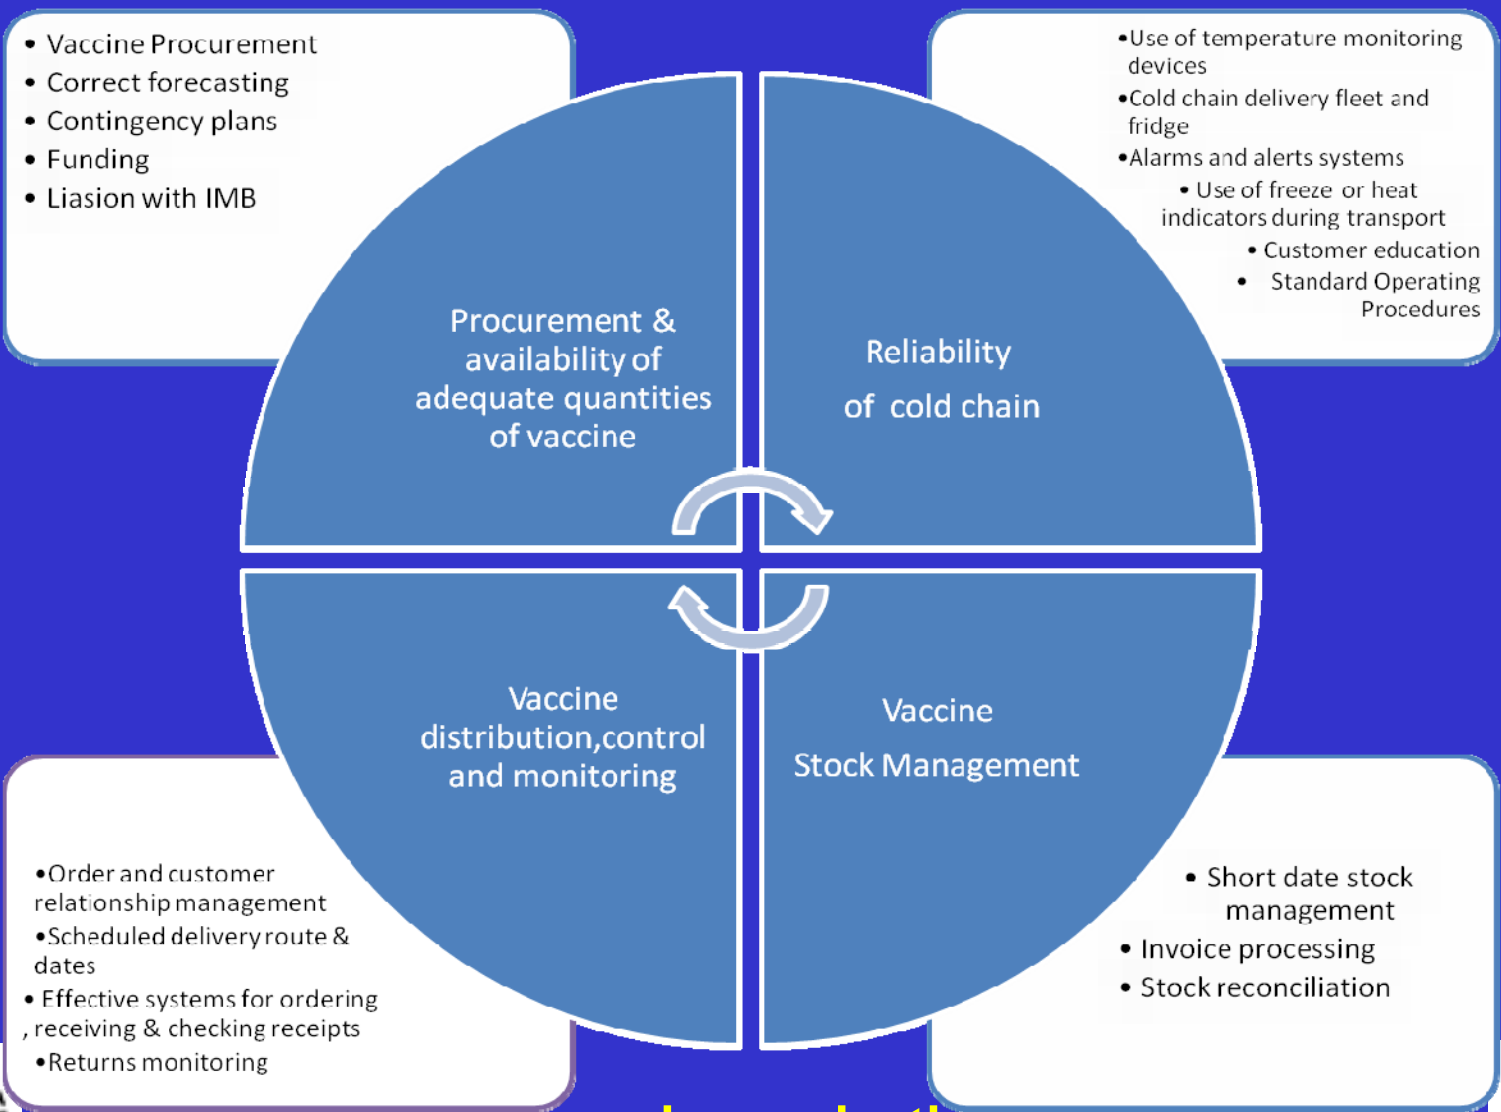 • Vaccine Procurement
• Correct forecasting
• Contingency plans
• Funding
• Liasion with IMB
•Use of temperature monitoring
devices
•Cold chain delivery fleet and
fridge
•Alarms and alerts systems
• Use of freeze or heat
indicators during transport
• Customer education
• Standard Operating
Procedures
Procurement &
availability of
adequate quantities
of vaccine
Reliability
of cold chain
Vaccine
distribution,control
and monitoring
Vaccine
Stock Management
•Order and customer
relationship management
•Scheduled delivery route &
dates
• Effective systems for ordering
, receiving & checking receipts
•Returns monitoring
• Short date stock
management
• Invoice processing
• Stock reconciliation